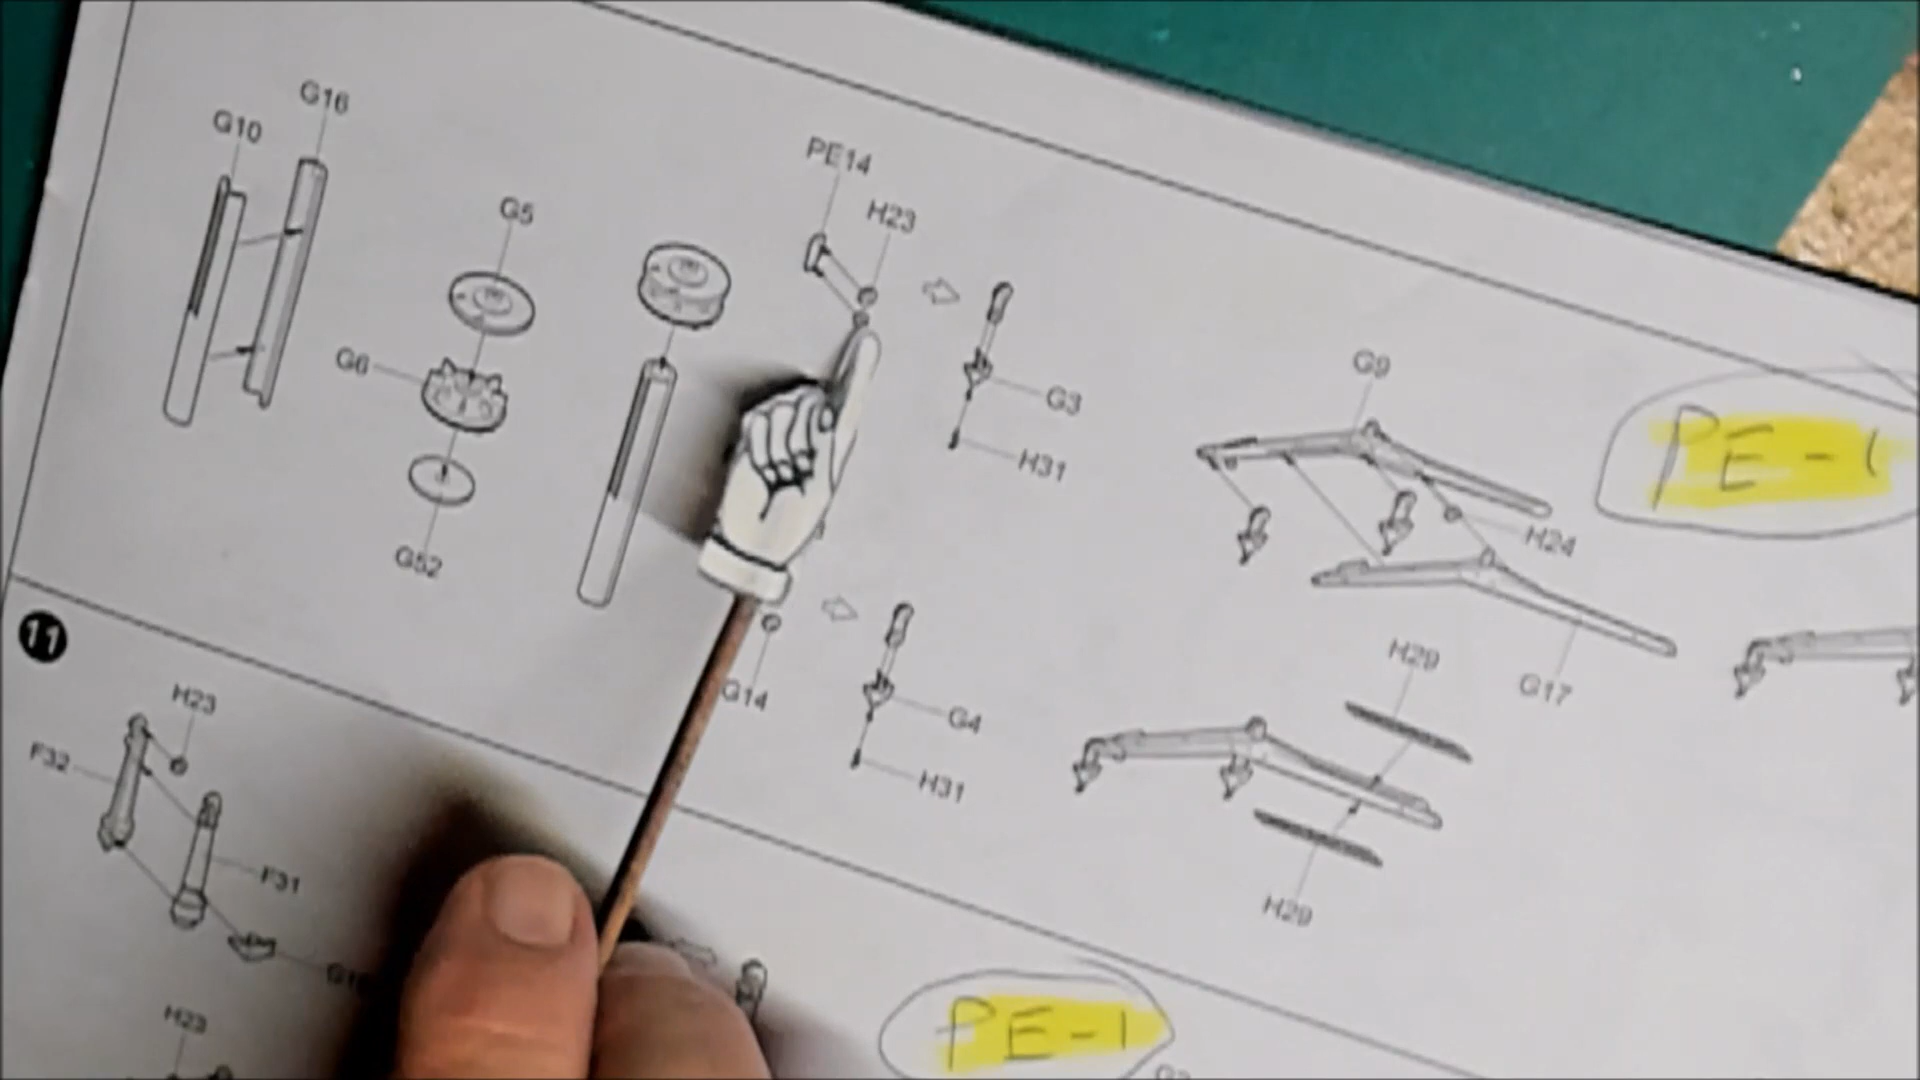 G16
G10
PE14
G5
H23
G6
G3
H31
G9
PE-1
G52
H24
11
H29
G17
H23
G14
G4
F32
H31
F31
H29
H23
PE-1